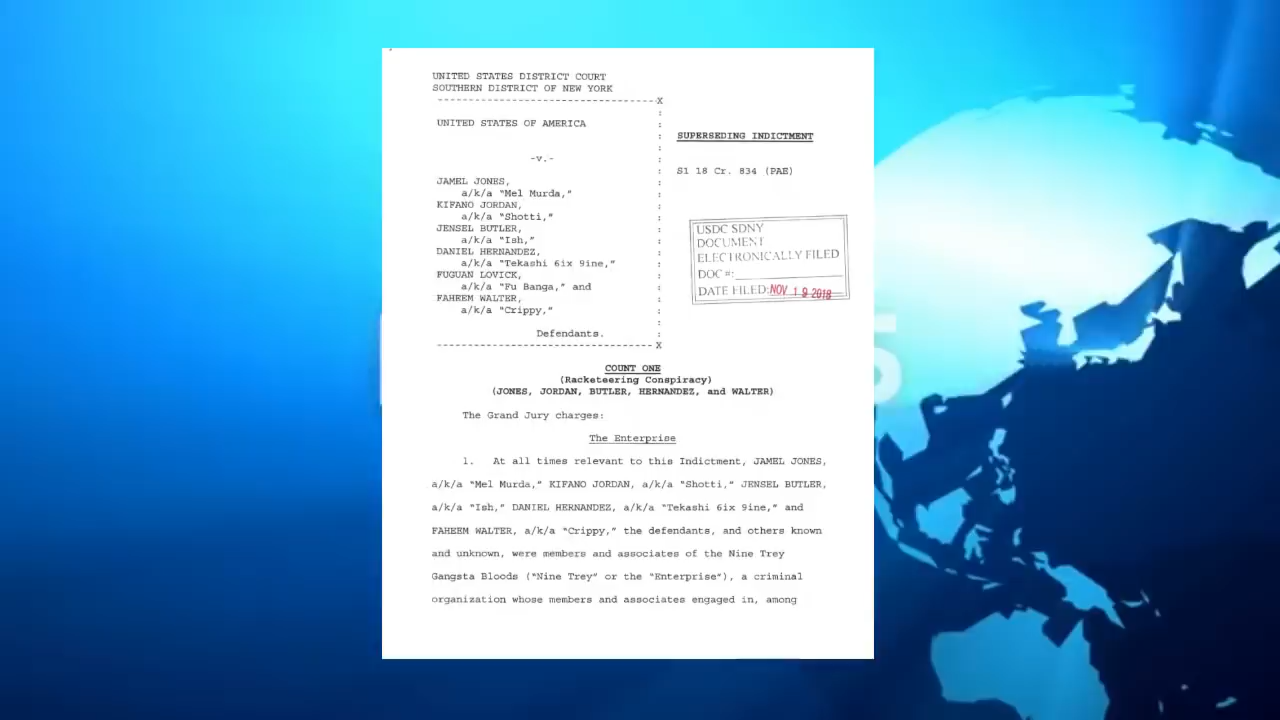 UNITED STATES DISTRICT COURT
SOUTHERN DISTRICT OF NEW YORK
-----------------------------------X
UNITED STATES OF AMERICA
-v.-
JAMEL JONES,
a/k/a "Mel Murda,"
KIFANO JORDAN,
a/k/a "Shotti,"
JENSEL BUTLER,
a/k/a "Ish,"
DANIEL HERNANDEZ,
a/k/a "Tekashi 6ix 9ine,"
FUGUAN LOVICK,
a/k/a "Fu Banga," and
FAHEEM WALTER,
a/k/a "Crippy,"
Defendants.
-----------------------------------X
SUPERSEDING INDICTMENT
S1 18 Cr. 834 (PAE)
USDC SDNY
DOCUMENT
ELECTRONICALLY FILED
DOC #:
DATE FILED: NOV 19 2018
COUNT ONE
(Racketeering Conspiracy)
(JONES, JORDAN, BUTLER, HERNANDEZ, and WALTER)
The Grand Jury charges:
The Enterprise
1. At all times relevant to this Indictment, JAMEL JONES,
a/k/a "Mel Murda," KIFANO JORDAN, a/k/a "Shotti," JENSEL BUTLER,
a/k/a "Ish," DANIEL HERNANDEZ, a/k/a "Tekashi 6ix 9ine," and
FAHEEM WALTER, a/k/a "Crippy," the defendants, and others known
and unknown, were members and associates of the Nine Trey
Gangsta Bloods ("Nine Trey" or the "Enterprise"), a criminal
organization whose members and associates engaged in, among